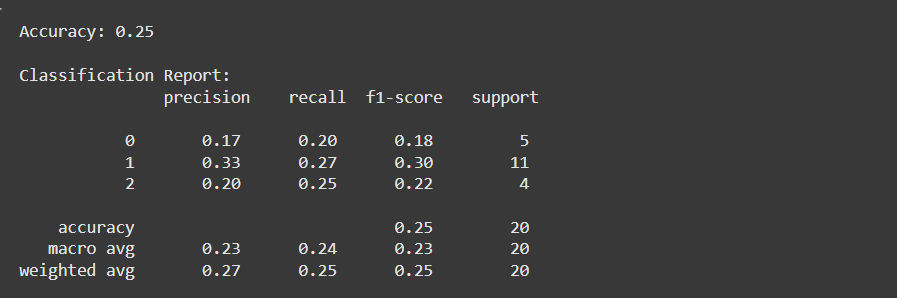 Accuracy: 0.25
Classification Report:
precision recall f1-score support
0 0.17 0.20 0.18 5
1 0.33 0.27 0.30 11
2 0.20 0.25 0.22 4
accuracy 0.25 20
macro avg 0.23 0.24 0.23 20
weighted avg 0.27 0.25 0.25 20